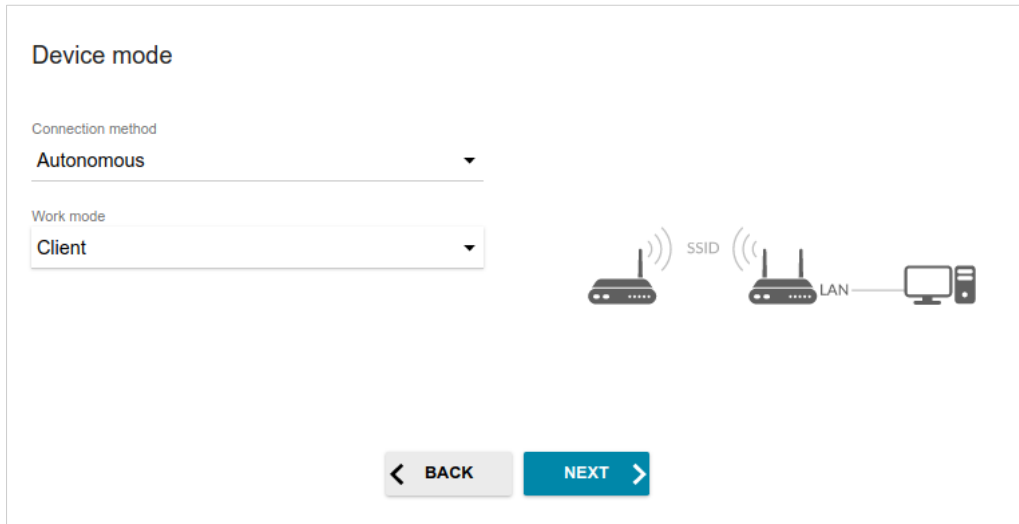 Device mode
Connection method
Autonomous
Work mode
Client
SSID
LAN
BACK
NEXT